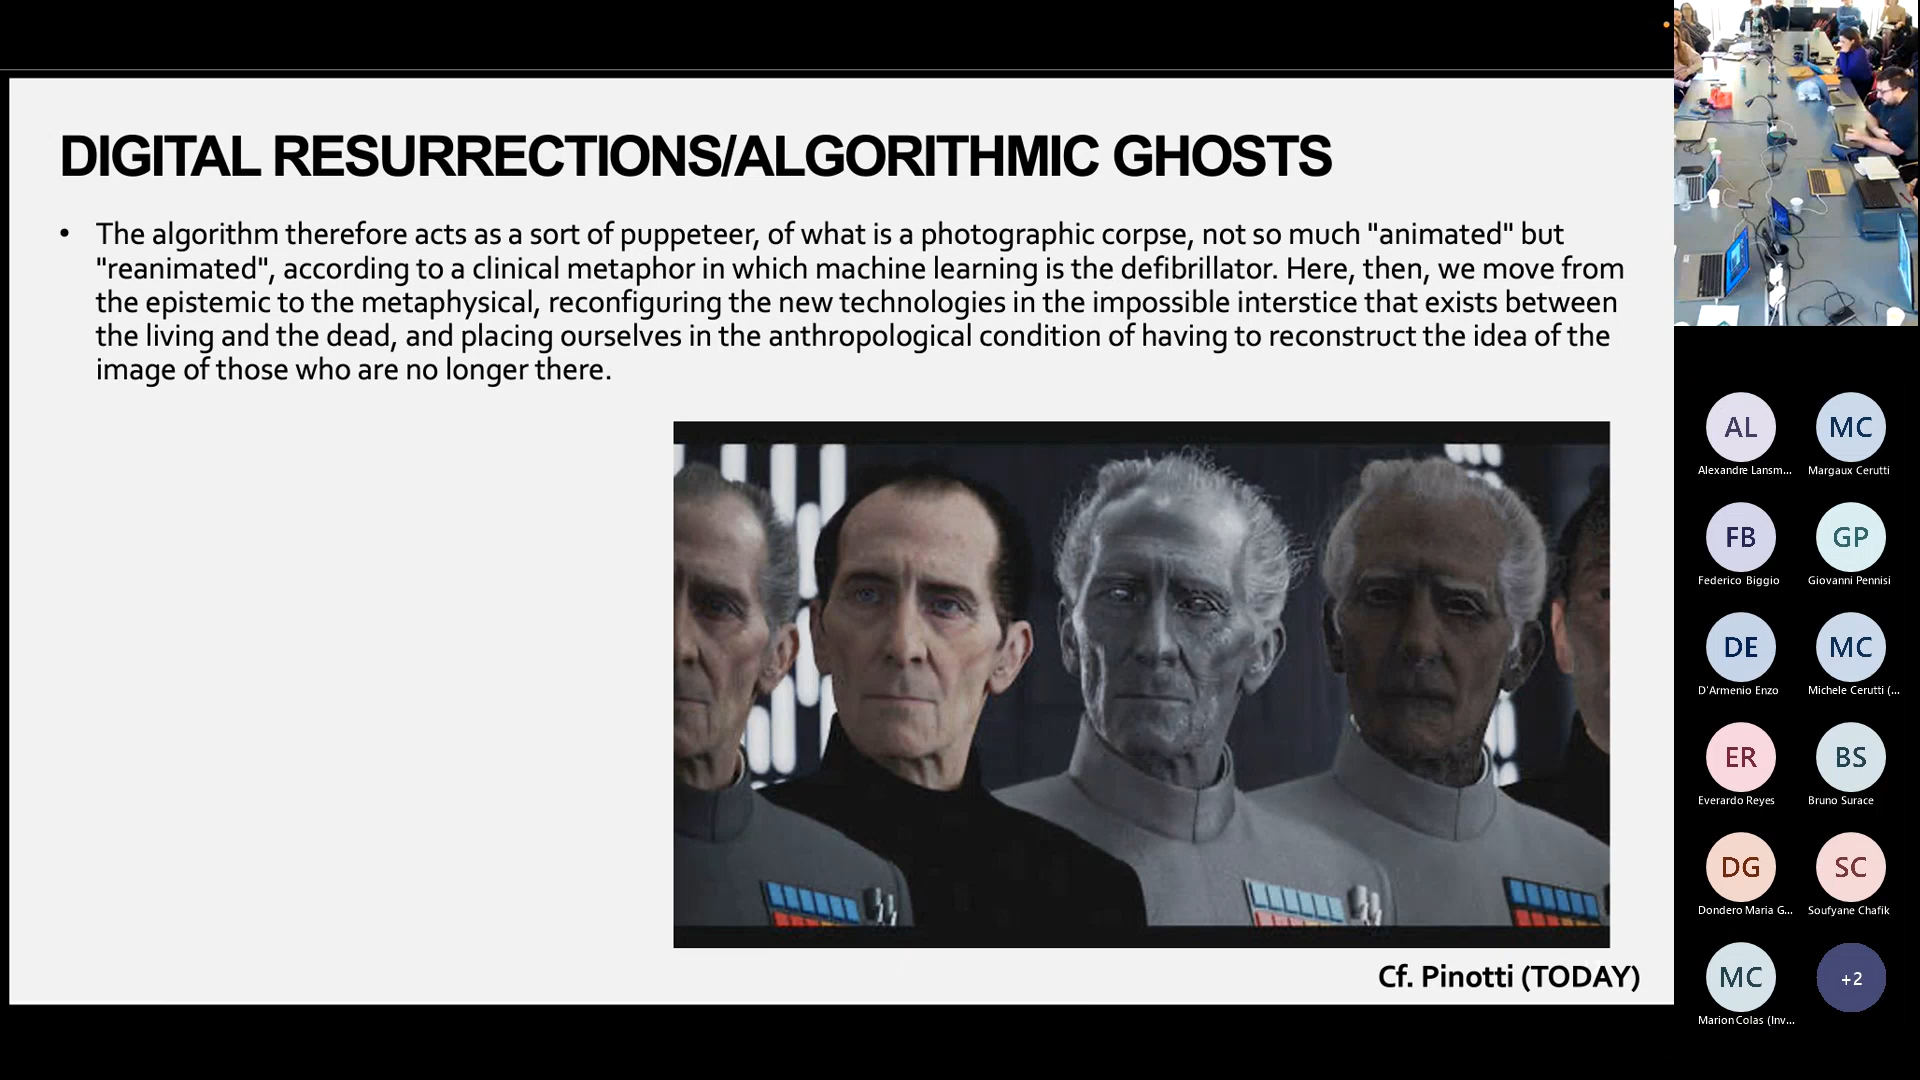 DIGITAL RESURRECTIONS/ALGORITHMIC GHOSTS
• The algorithm therefore acts as a sort of puppeteer, of what is a photographic corpse, not so much "animated" but
"reanimated", according to a clinical metaphor in which machine learning is the defibrillator. Here, then, we move from
the epistemic to the metaphysical, reconfiguring the new technologies in the impossible interstice that exists between
the living and the dead, and placing ourselves in the anthropological condition of having to reconstruct the idea of the
image of those who are no longer there.
Cf. Pinotti (TODAY)
AL MC
Alexandre Lansm... Margaux Cerutti
FB GP
Federico Biggio Giovanni Pennisi
DE MC
D'Armenio Enzo Michele Cerutti (...
ER BS
Everardo Reyes Bruno Surace
DG SC
Dondero Maria G... Soufyane Chafik
MC +2
Marion Colas (Inv...